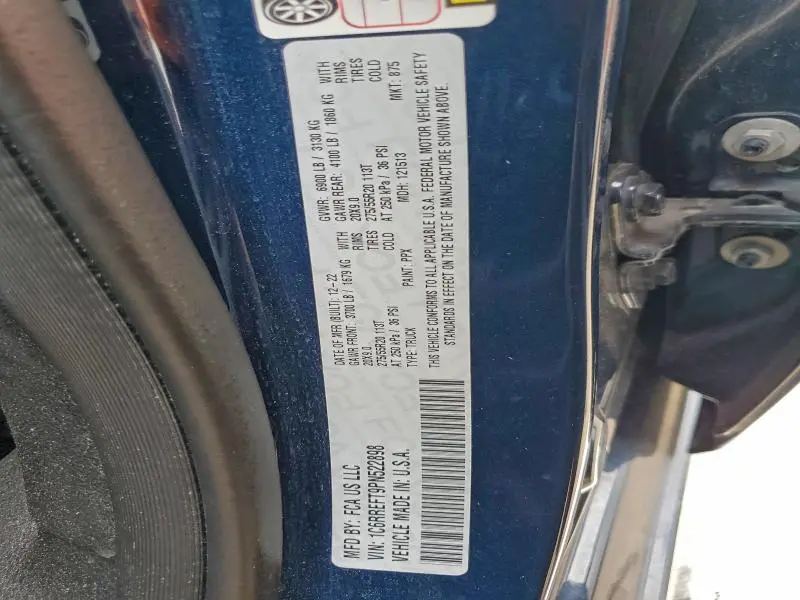 MFD BY: FCA US LLC
DATE OF MFR (BUILT): 12-22
GVWR: 6900 LB / 3130 KG
GAWR FRONT: 3700 LB / 1679 KG WITH
GAWR REAR: 4100 LB / 1860 KG WITH
20X9.0 RIMS
20X9.0 RIMS
275/55R20 113T TIRES
275/55R20 113T TIRES
AT 250 kPa / 36 PSI COLD
AT 250 kPa / 36 PSI COLD
VIN: 1C6RREFT9PN522898
TYPE: TRUCK
PAINT: PPX
MDH: 121513
MKT: 875
VEHICLE MADE IN: U.S.A.
THIS VEHICLE CONFORMS TO ALL APPLICABLE U.S.A. FEDERAL MOTOR VEHICLE SAFETY
STANDARDS IN EFFECT ON THE DATE OF MANUFACTURE SHOWN ABOVE.